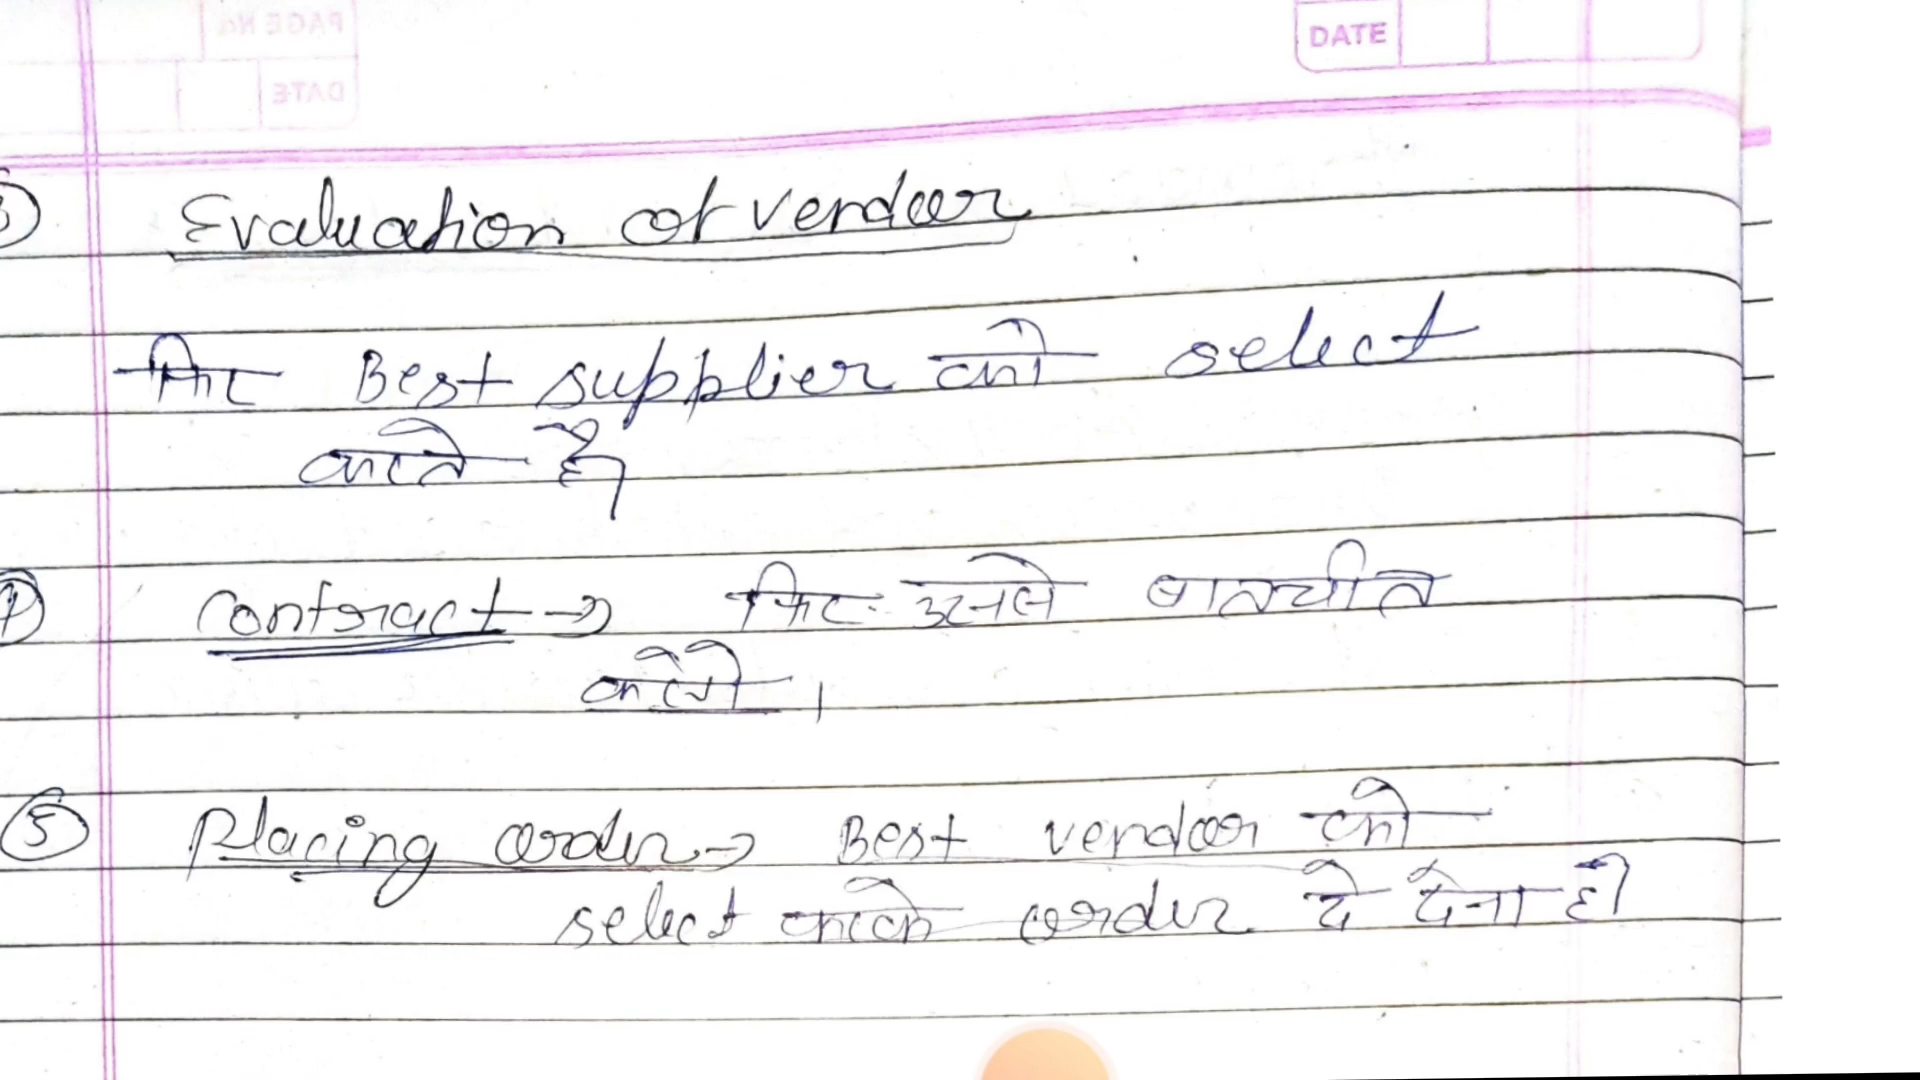 DATE
③ Evaluation of vendor
फिर Best supplier को select
करते है।
④ contract → फिर उनसे बातचीत
करेंगे ।
⑤ Placing order → Best vendor को
select करके order दे देना है।